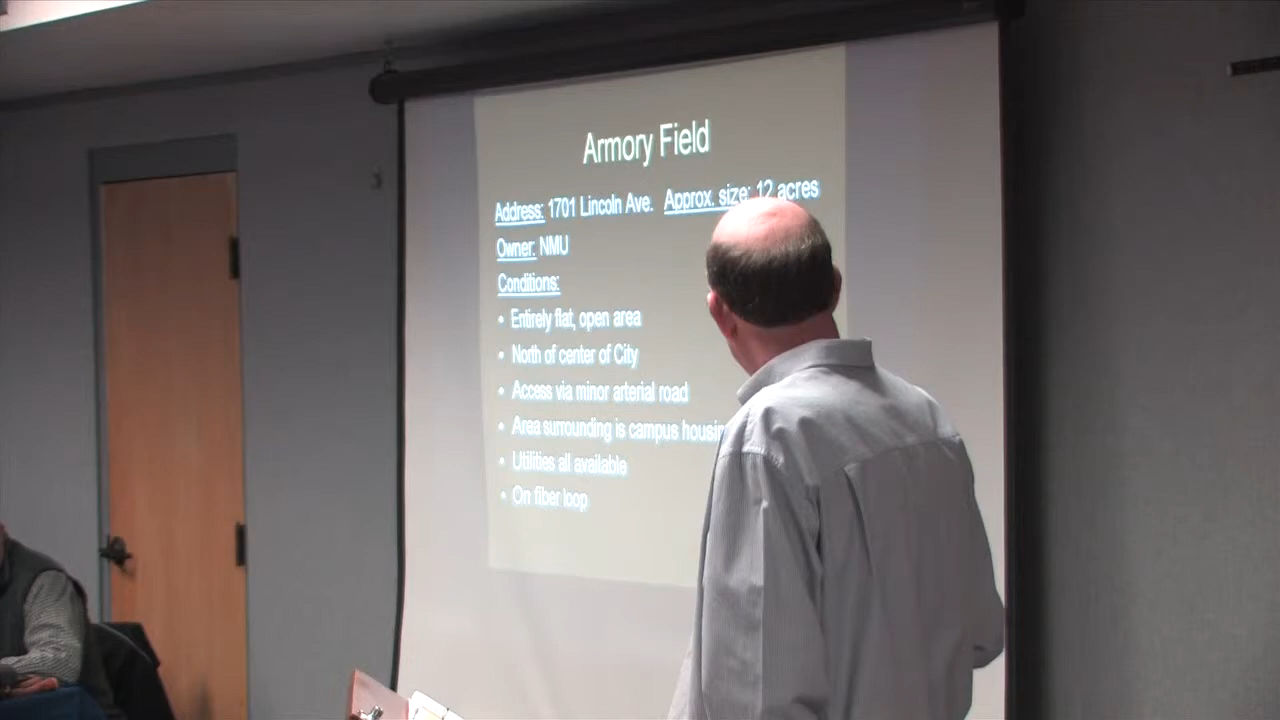 Armory Field
Address: 1701 Lincoln Ave. Approx. size: 12 acres
Owner: NMU
Conditions:
• Entirely flat, open area
• North of center of City
• Access via minor arterial road
• Area surrounding is campus
• Utilities all available
• On fiber loop